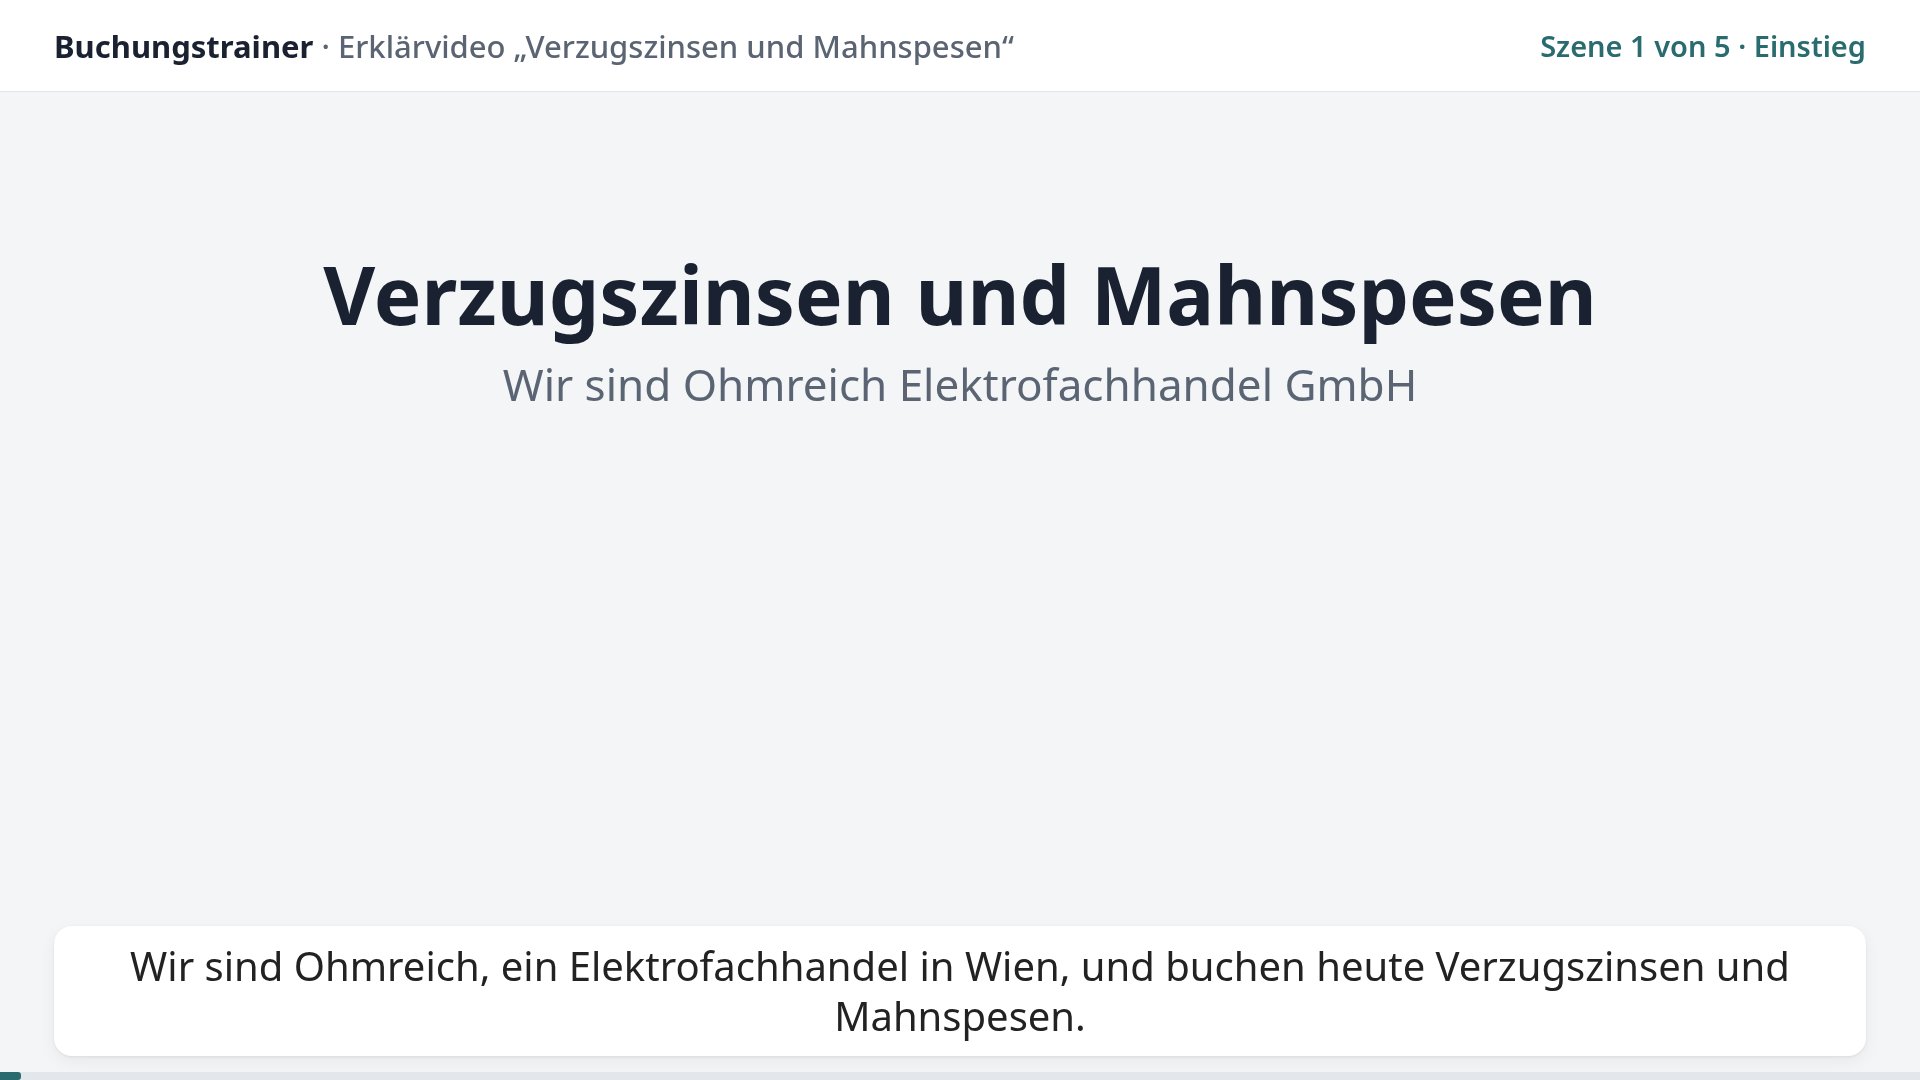 Buchungstrainer · Erklärvideo „Verzugszinsen und Mahnspesen“
Szene 1 von 5 · Einstieg
Verzugszinsen und Mahnspesen
Wir sind Ohmreich Elektrofachhandel GmbH
Wir sind Ohmreich, ein Elektrofachhandel in Wien, und buchen heute Verzugszinsen und
Mahnspesen.